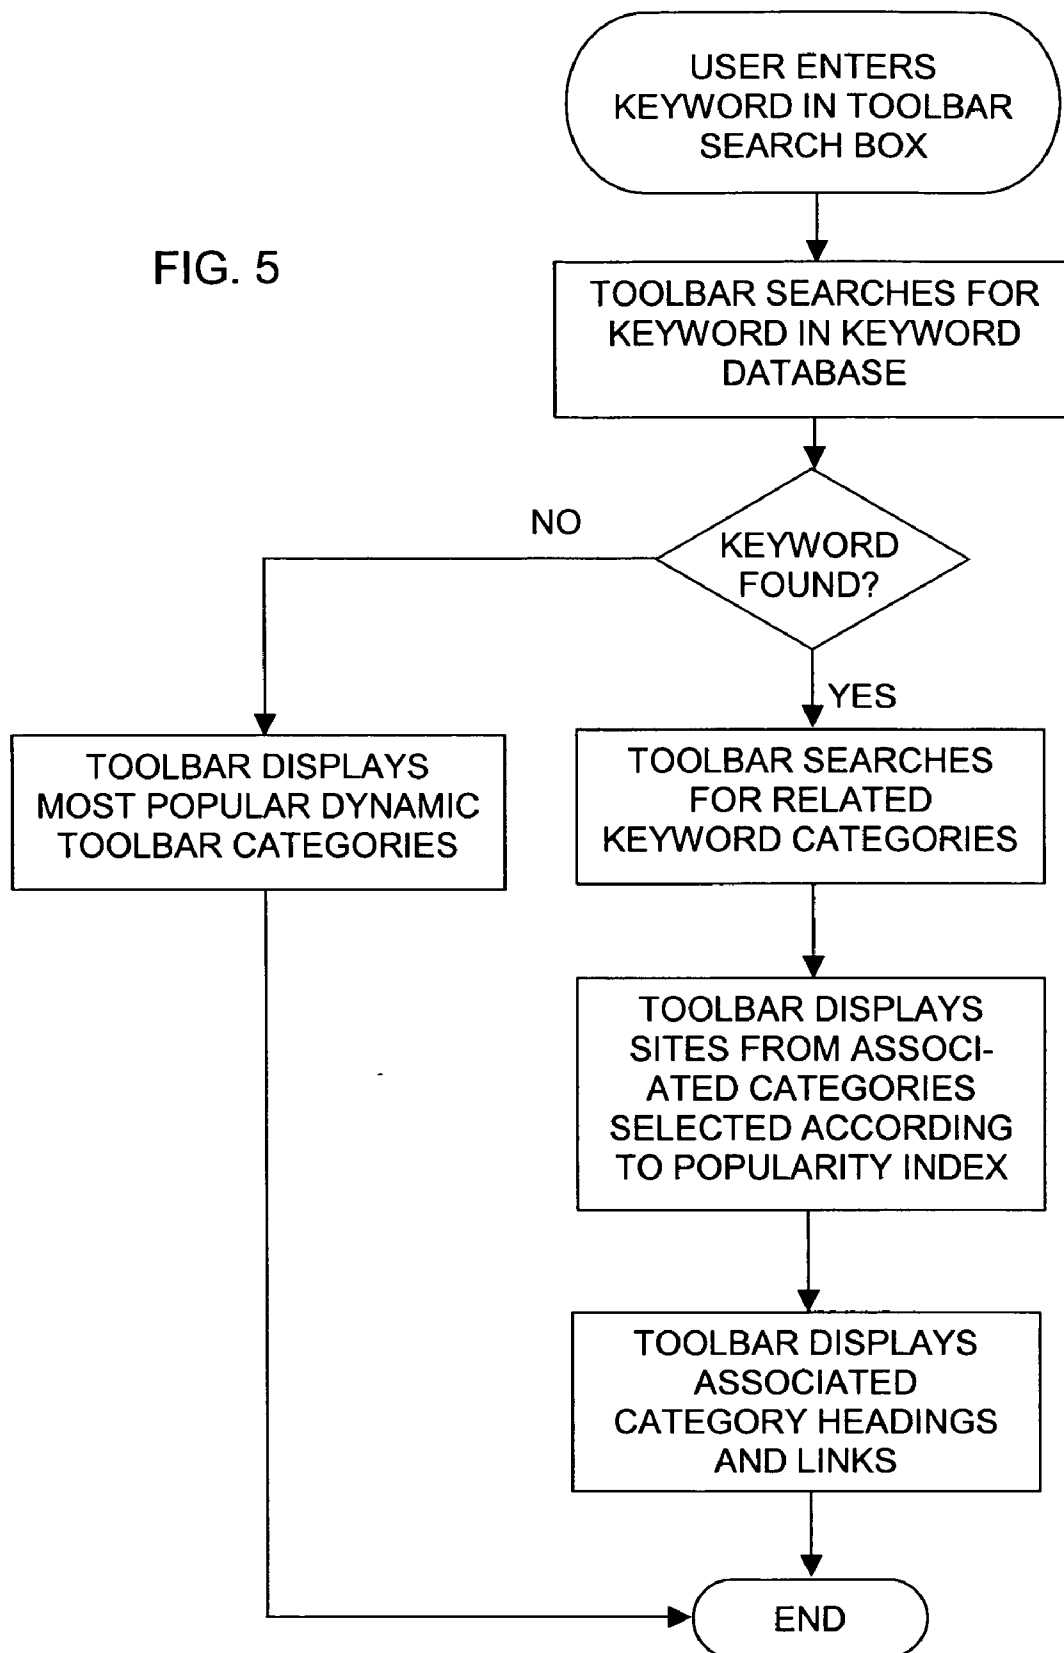 USER ENTERS
KEYWORD IN TOOLBAR
SEARCH BOX
FIG. 5
TOOLBAR SEARCHES FOR
KEYWORD IN KEYWORD
DATABASE
NO
KEYWORD
FOUND?
YES
TOOLBAR DISPLAYS
MOST POPULAR DYNAMIC
TOOLBAR CATEGORIES
TOOLBAR SEARCHES
FOR RELATED
KEYWORD CATEGORIES
TOOLBAR DISPLAYS
SITES FROM ASSOCI-
ATED CATEGORIES
SELECTED ACCORDING
TO POPULARITY INDEX
TOOLBAR DISPLAYS
ASSOCIATED
CATEGORY HEADINGS
AND LINKS
END